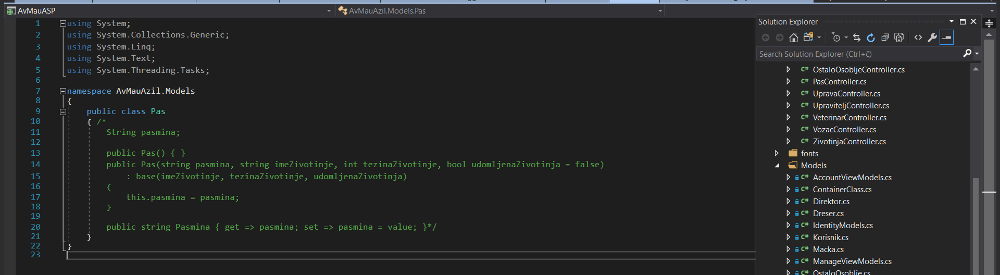 AvMauASP
AvMauAzil.Models.Pas
1 using System;
2 using System.Collections.Generic;
3 using System.Linq;
4 using System.Text;
5 using System.Threading.Tasks;
6
7 namespace AvMauAzil.Models
8 {
9 public class Pas
10 { /*
11 String pasmina;
12
13 public Pas() { }
14 public Pas(string pasmina, string imeZivotinje, int tezinaZivotinje, bool udomljenaZivotinja = false)
15 : base(imeZivotinje, tezinaZivotinje, udomljenaZivotinja)
16 {
17 this.pasmina = pasmina;
18 }
19
20 public string Pasmina { get => pasmina; set => pasmina = value; }*/
21 }
22 }
23
Solution Explorer
Search Solution Explorer (Ctrl+č)
C# OstaloOsobljeController.cs
C# PasController.cs
C# UpravaController.cs
C# UpraviteljController.cs
C# VeterinarController.cs
C# VozacController.cs
C# ZivotinjaController.cs
fonts
Models
C# AccountViewModels.cs
C# ContainerClass.cs
C# Direktor.cs
C# Dreser.cs
C# IdentityModels.cs
C# Korisnik.cs
C# Macka.cs
C# ManageViewModels.cs
C# OstaloOsoblje.cs